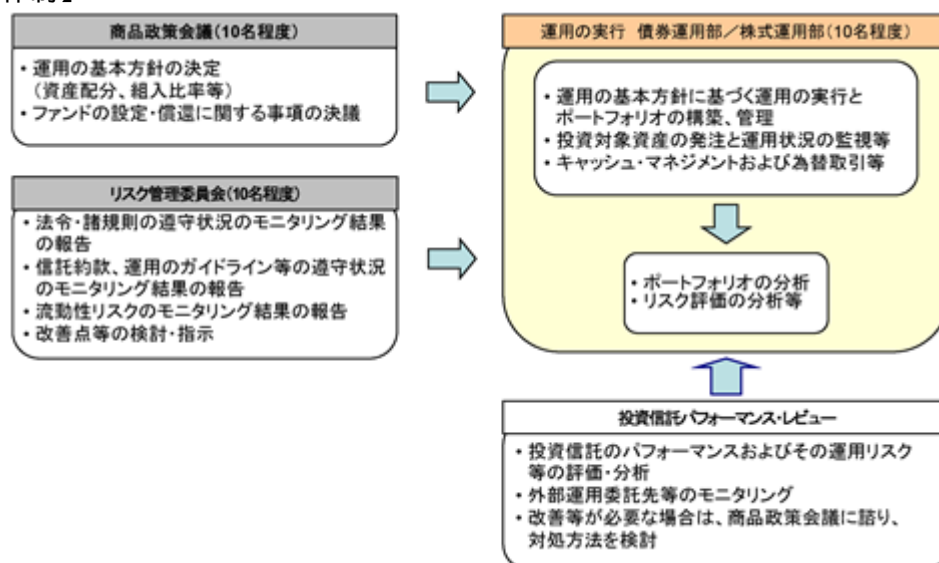 商品政策会議(10名程度)
・運用の基本方針の決定
(資産配分、組入比率等)
・ファンドの設定・償還に関する事項の決議
リスク管理委員会(10名程度)
・法令・諸規則の遵守状況のモニタリング結果
の報告
・信託約款、運用のガイドライン等の遵守状況
のモニタリング結果の報告
・流動性リスクのモニタリング結果の報告
・改善点等の検討・指示
運用の実行 債券運用部/株式運用部(10名程度)
・運用の基本方針に基づく運用の実行と
ポートフォリオの構築、管理
・投資対象資産の発注と運用状況の監視等
・キャッシュ・マネジメントおよび為替取引等
・ポートフォリオの分析
・リスク評価の分析等
投資信託パフォーマンス・レビュー
・投資信託のパフォーマンスおよびその運用リスク
等の評価・分析
・外部運用委託先等のモニタリング
・改善等が必要な場合は、商品政策会議に諮り、
対処方法を検討